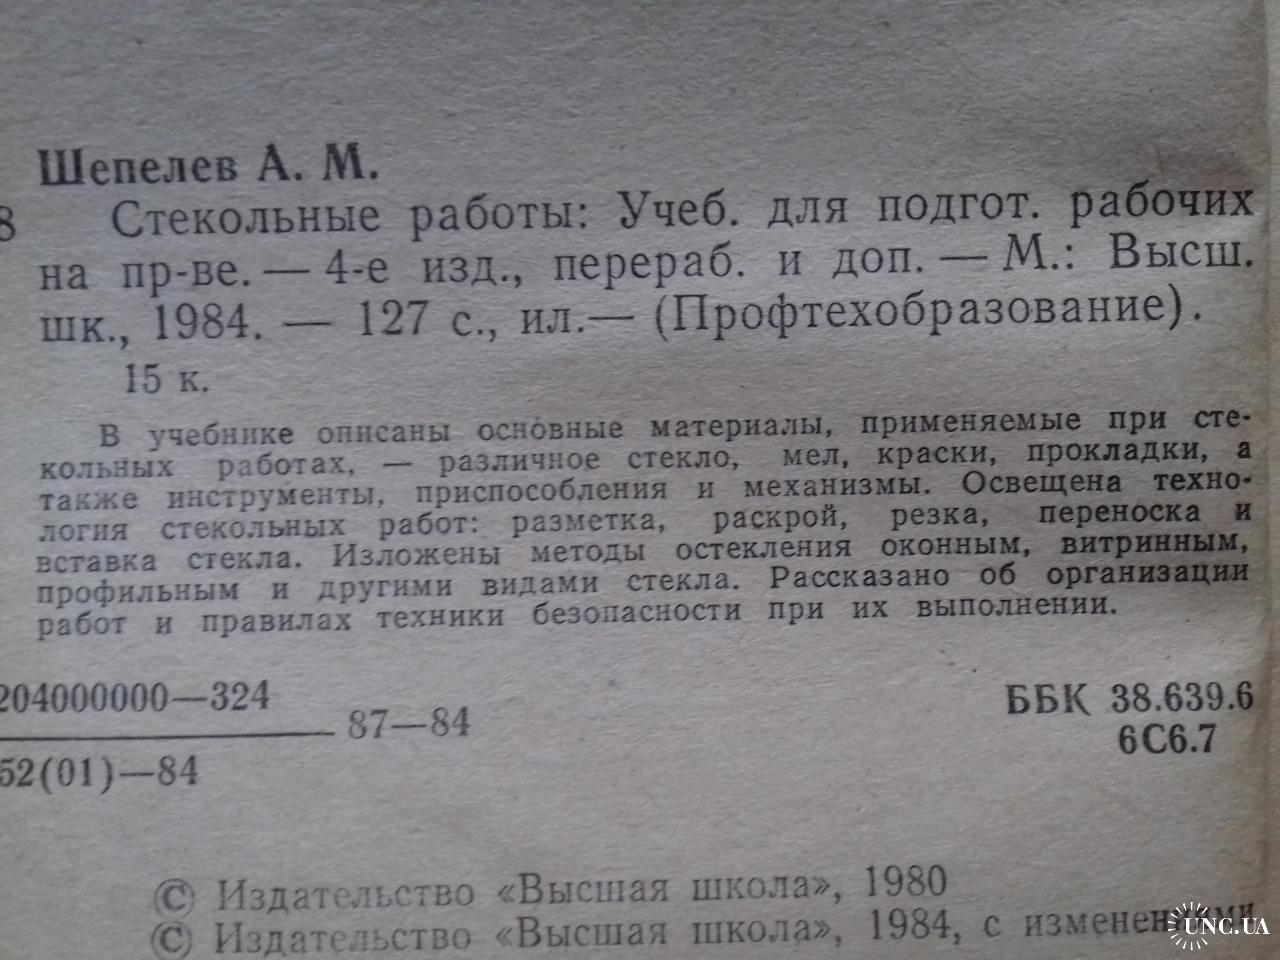 Шепелев А. М.
8 Стекольные работы: Учеб. для подгот. рабочих
на пр-ве. — 4-е изд., перераб. и доп. — М.: Высш.
шк., 1984. — 127 с., ил.— (Профтехобразование).
15 к.
В учебнике описаны основные материалы, применяемые при сте-
кольных работах, — различное стекло, мел, краски, прокладки, а
также инструменты, приспособления и механизмы. Освещена техно-
логия стекольных работ: разметка, раскрой, резка, переноска и
вставка стекла. Изложены методы остекления оконным, витринным,
профильным и другими видами стекла. Рассказано об организации
работ и правилах техники безопасности при их выполнении.
204000000—324
87—84
52(01)—84
ББК 38.639.6
6С6.7
© Издательство «Высшая школа», 1980
© Издательство «Высшая школа», 1984, с изменениями
UNC.UA